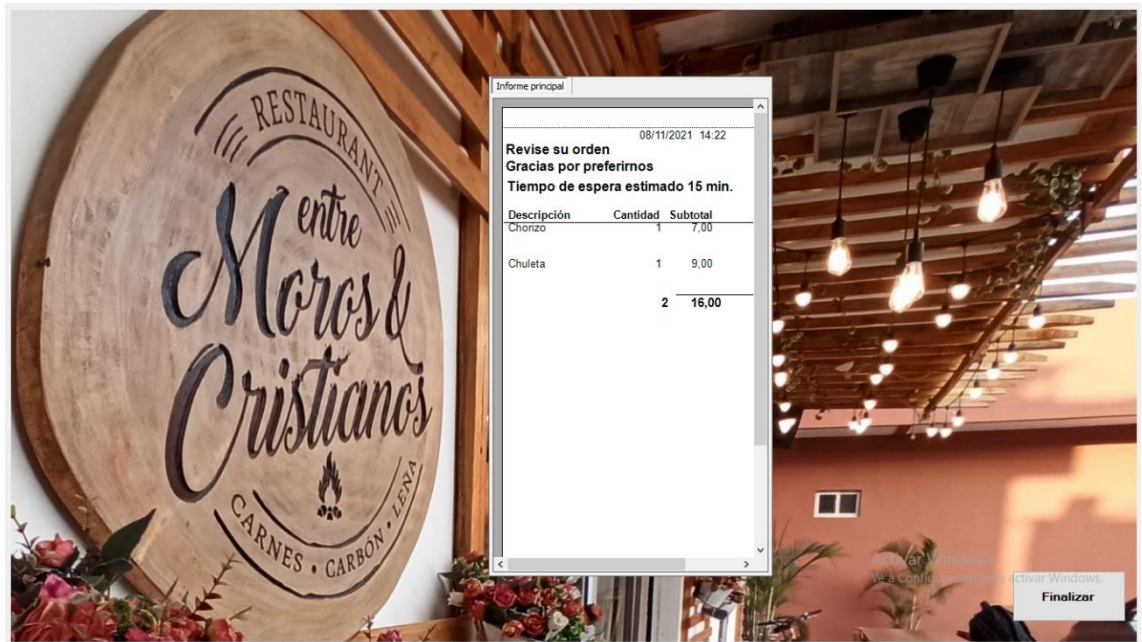 RESTAURANT
entre
Moros &
Cristianos
CARNES • CARBÓN • LEÑA
Informe principal
08/11/2021 14:22
Revise su orden
Gracias por preferirnos
Tiempo de espera estimado 15 min.
Descripción Cantidad Subtotal
Chorizo 1 7,00
Chuleta 1 9,00
2 16,00
Activar Windows
Ve a Configuración para activar Windows.
Finalizar